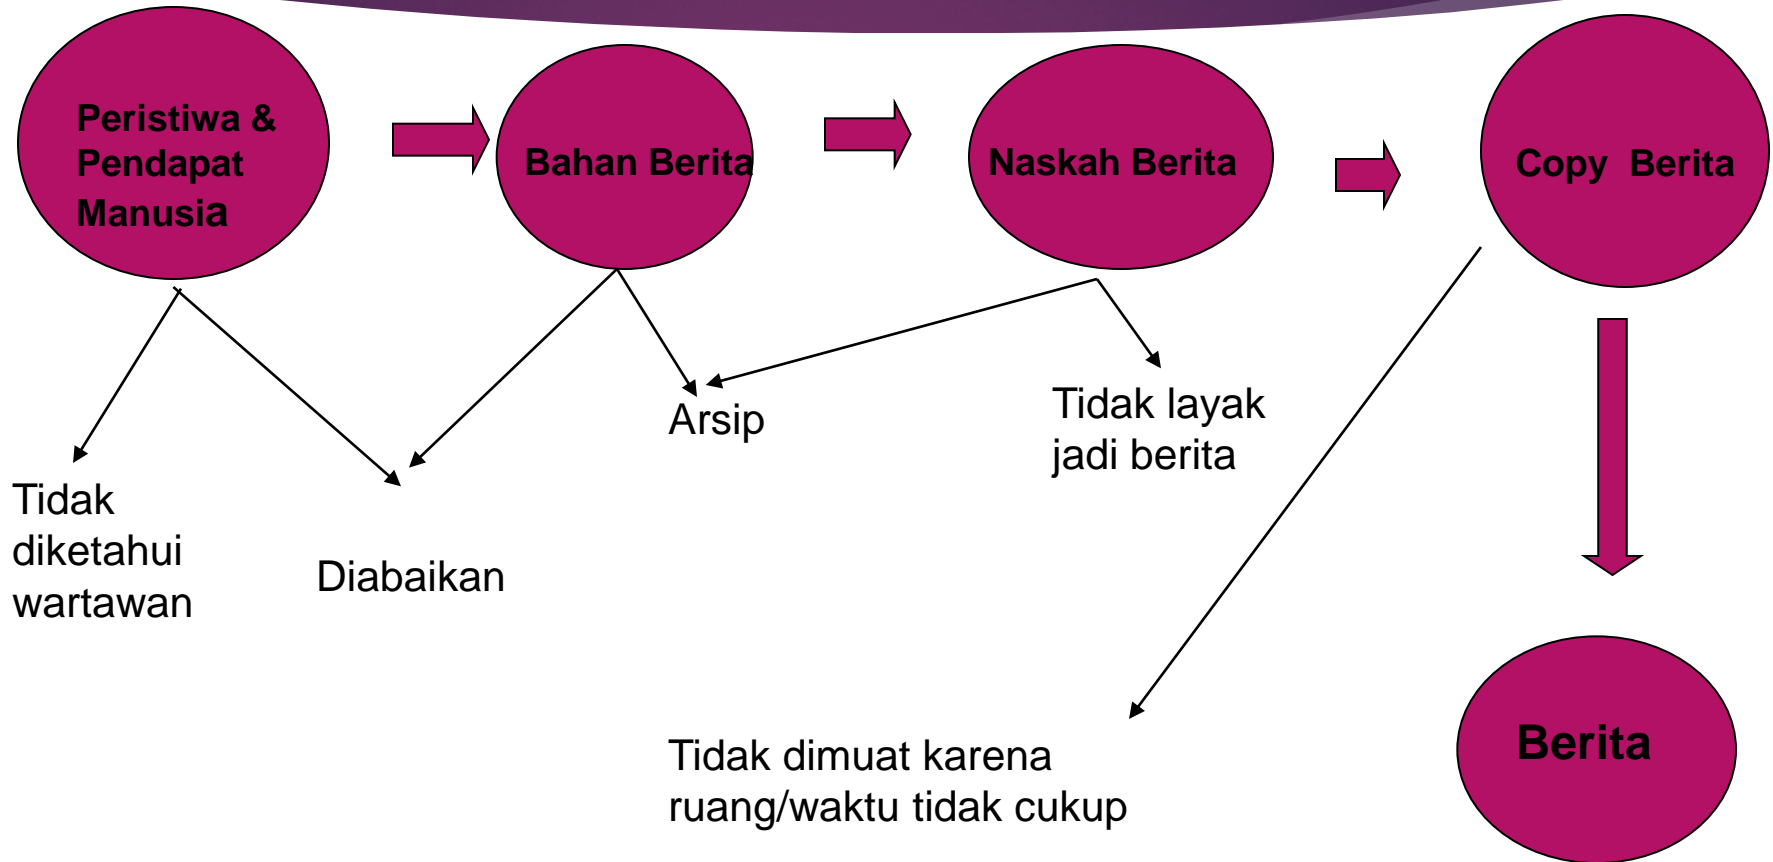 Peristiwa &
Pendapat
Manusia
Bahan Berita
Naskah Berita
Copy Berita
Tidak
diketahui
wartawan
Diabaikan
Arsip
Tidak layak
jadi berita
Tidak dimuat karena
ruang/waktu tidak cukup
Berita